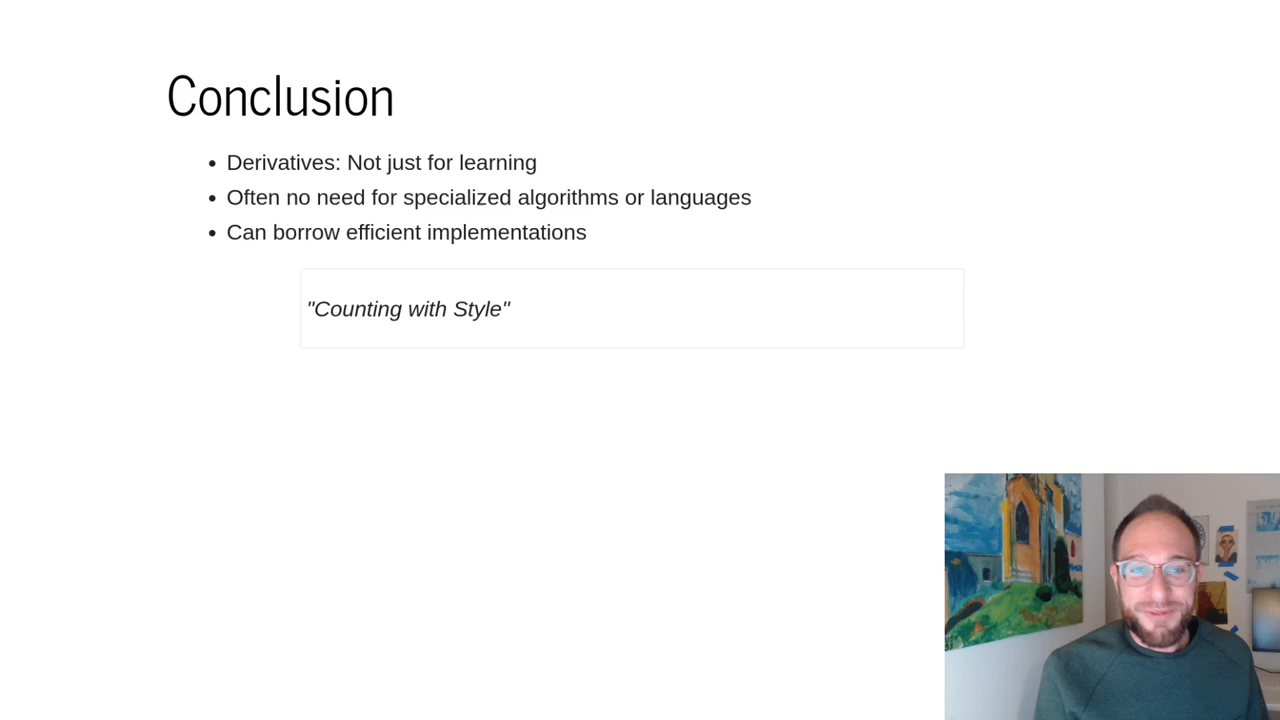 Conclusion
• Derivatives: Not just for learning
• Often no need for specialized algorithms or languages
• Can borrow efficient implementations
"Counting with Style"